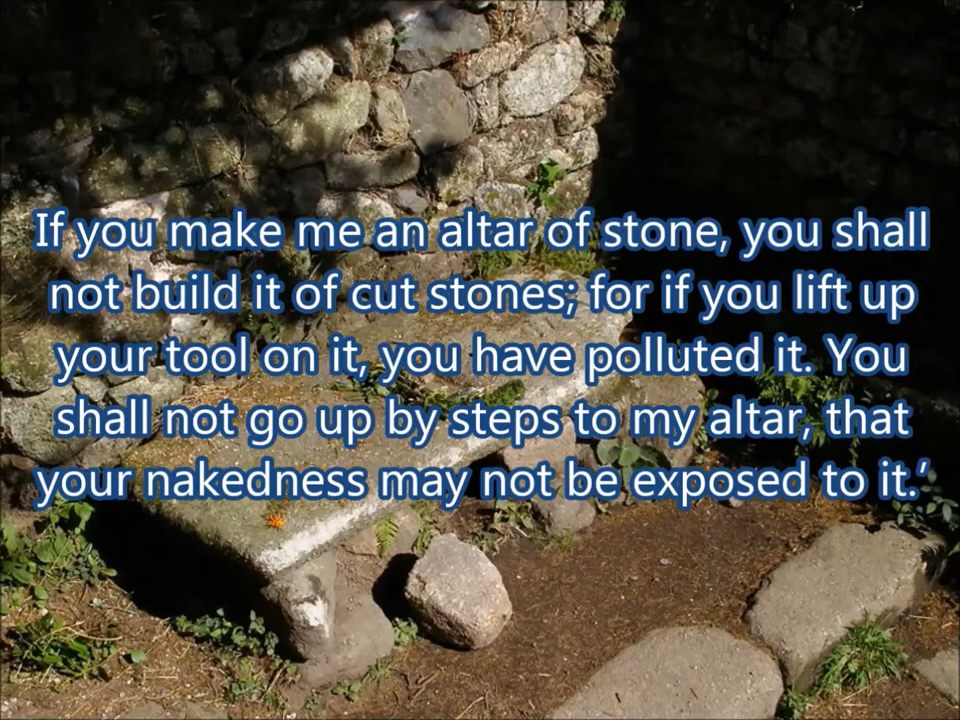 If you make me an altar of stone, you shall
not build it of cut stones; for if you lift up
your tool on it, you have polluted it. You
shall not go up by steps to my altar, that
your nakedness may not be exposed to it.’